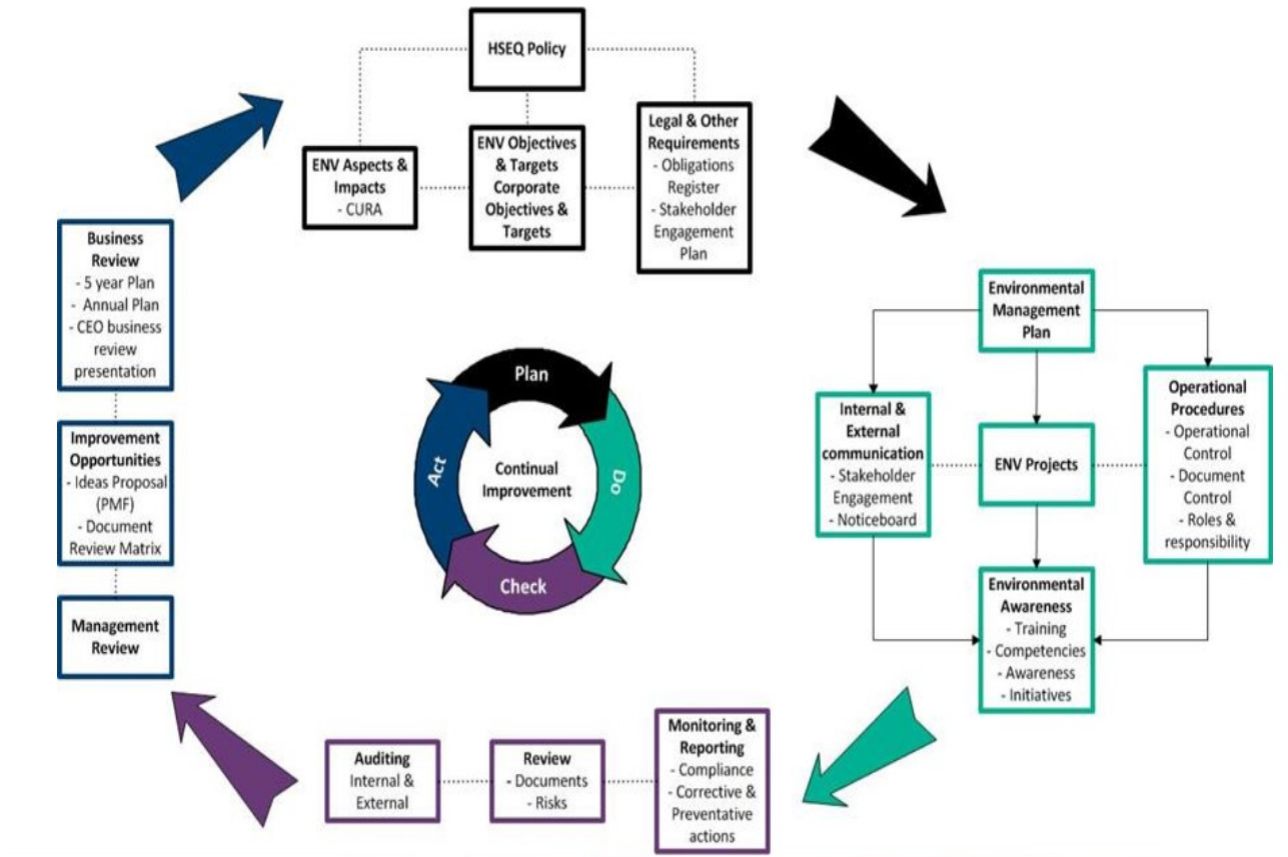 HSEQ Policy
ENV Aspects &
Impacts
- CURA
ENV Objectives
& Targets
Corporate
Objectives &
Targets
Legal & Other
Requirements
- Obligations
Register
- Stakeholder
Engagement
Plan
Environmental
Management
Plan
Internal &
External
communication
- Stakeholder
Engagement
- Noticeboard
ENV Projects
Operational
Procedures
- Operational
Control
- Document
Control
- Roles &
responsibility
Environmental
Awareness
- Training
- Competencies
- Awareness
- Initiatives
Monitoring &
Reporting
- Compliance
- Corrective &
Preventative
actions
Review
- Documents
- Risks
Auditing
Internal &
External
Management
Review
Improvement
Opportunities
- Ideas Proposal
(PMF)
- Document
Review Matrix
Business
Review
- 5 year Plan
- Annual Plan
- CEO business
review
presentation
Plan
Do
Check
Act
Continual
Improvement